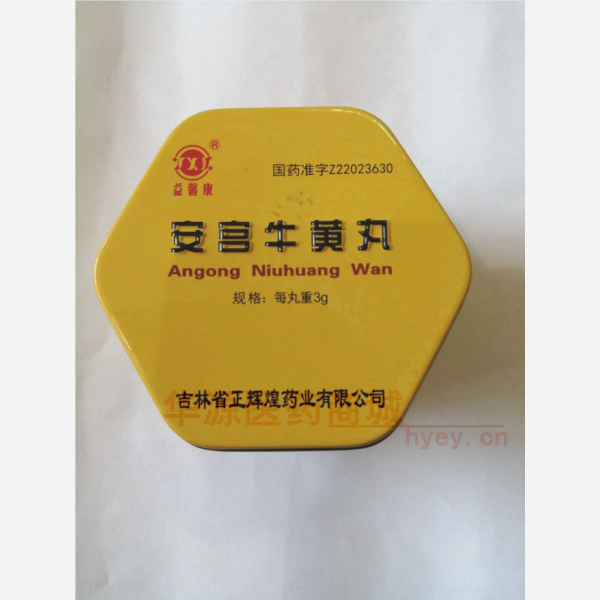 ®
益馨康
国药准字Z22023630
安宫牛黄丸
Angong Niuhuang Wan
规格：每丸重3g
吉林省正辉煌药业有限公司
华源医药商城
hyey.cn